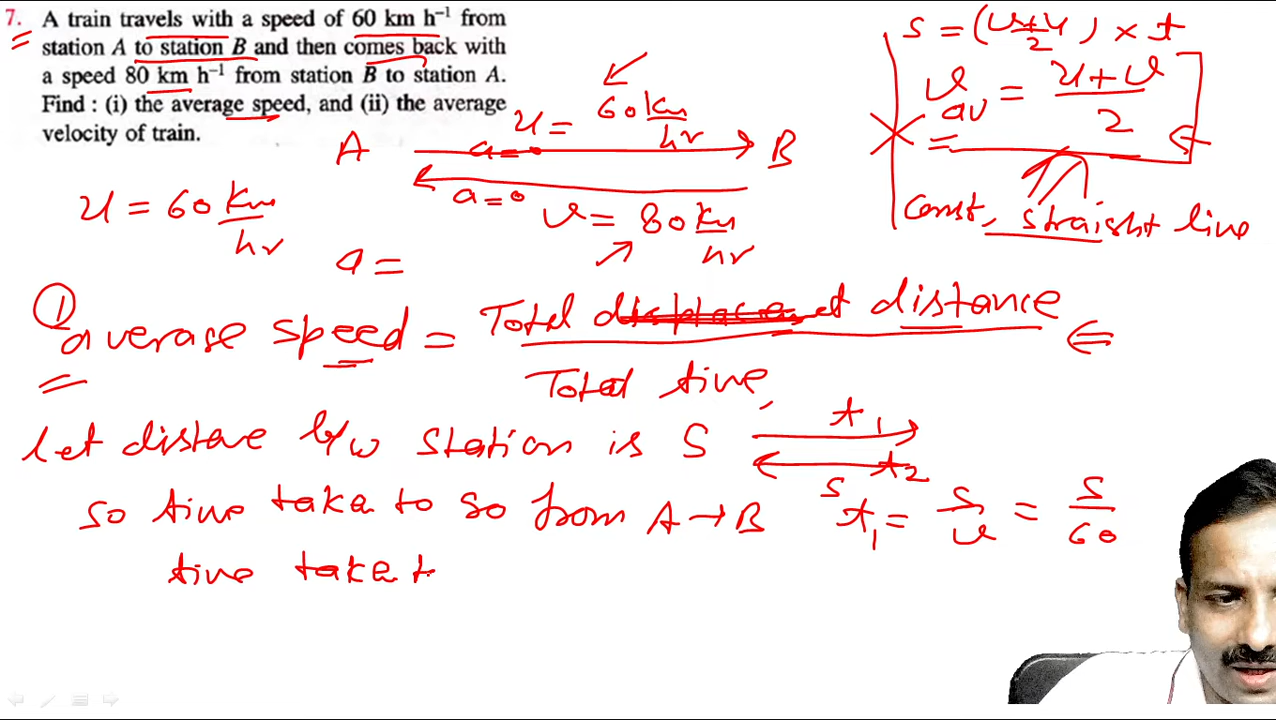 7. A train travels with a speed of 60 km h⁻¹ from
station A to station B and then comes back with
a speed 80 km h⁻¹ from station B to station A.
Find : (i) the average speed, and (ii) the average
velocity of train.
S = (v+u/2) × t
v av = u+v/2
=
const, straight line
u = 60 km/hr
A a=0 B
a=0
v = 80 km/hr
u = 60 km/hr
a =
① average speed = Total distance
Total time,
let distance b/w station is S t₁
t₂
S
so time taken to go from A→B t₁ = S/u = S/60
time taken t